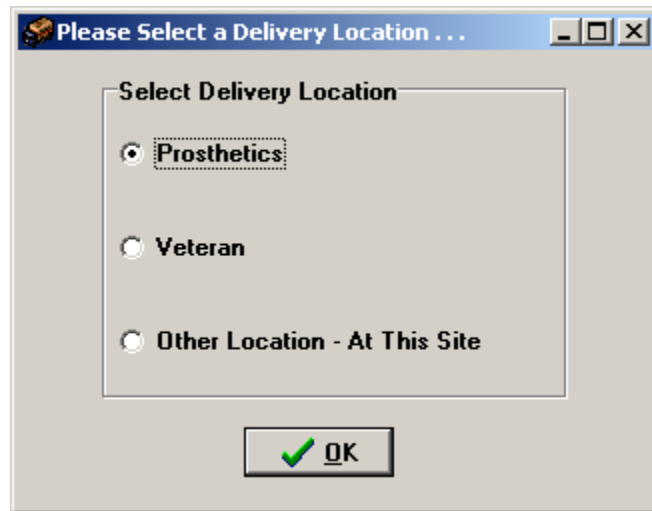 Please Select a Delivery Location . . .
Select Delivery Location
Prosthetics
Veteran
Other Location - At This Site
OK